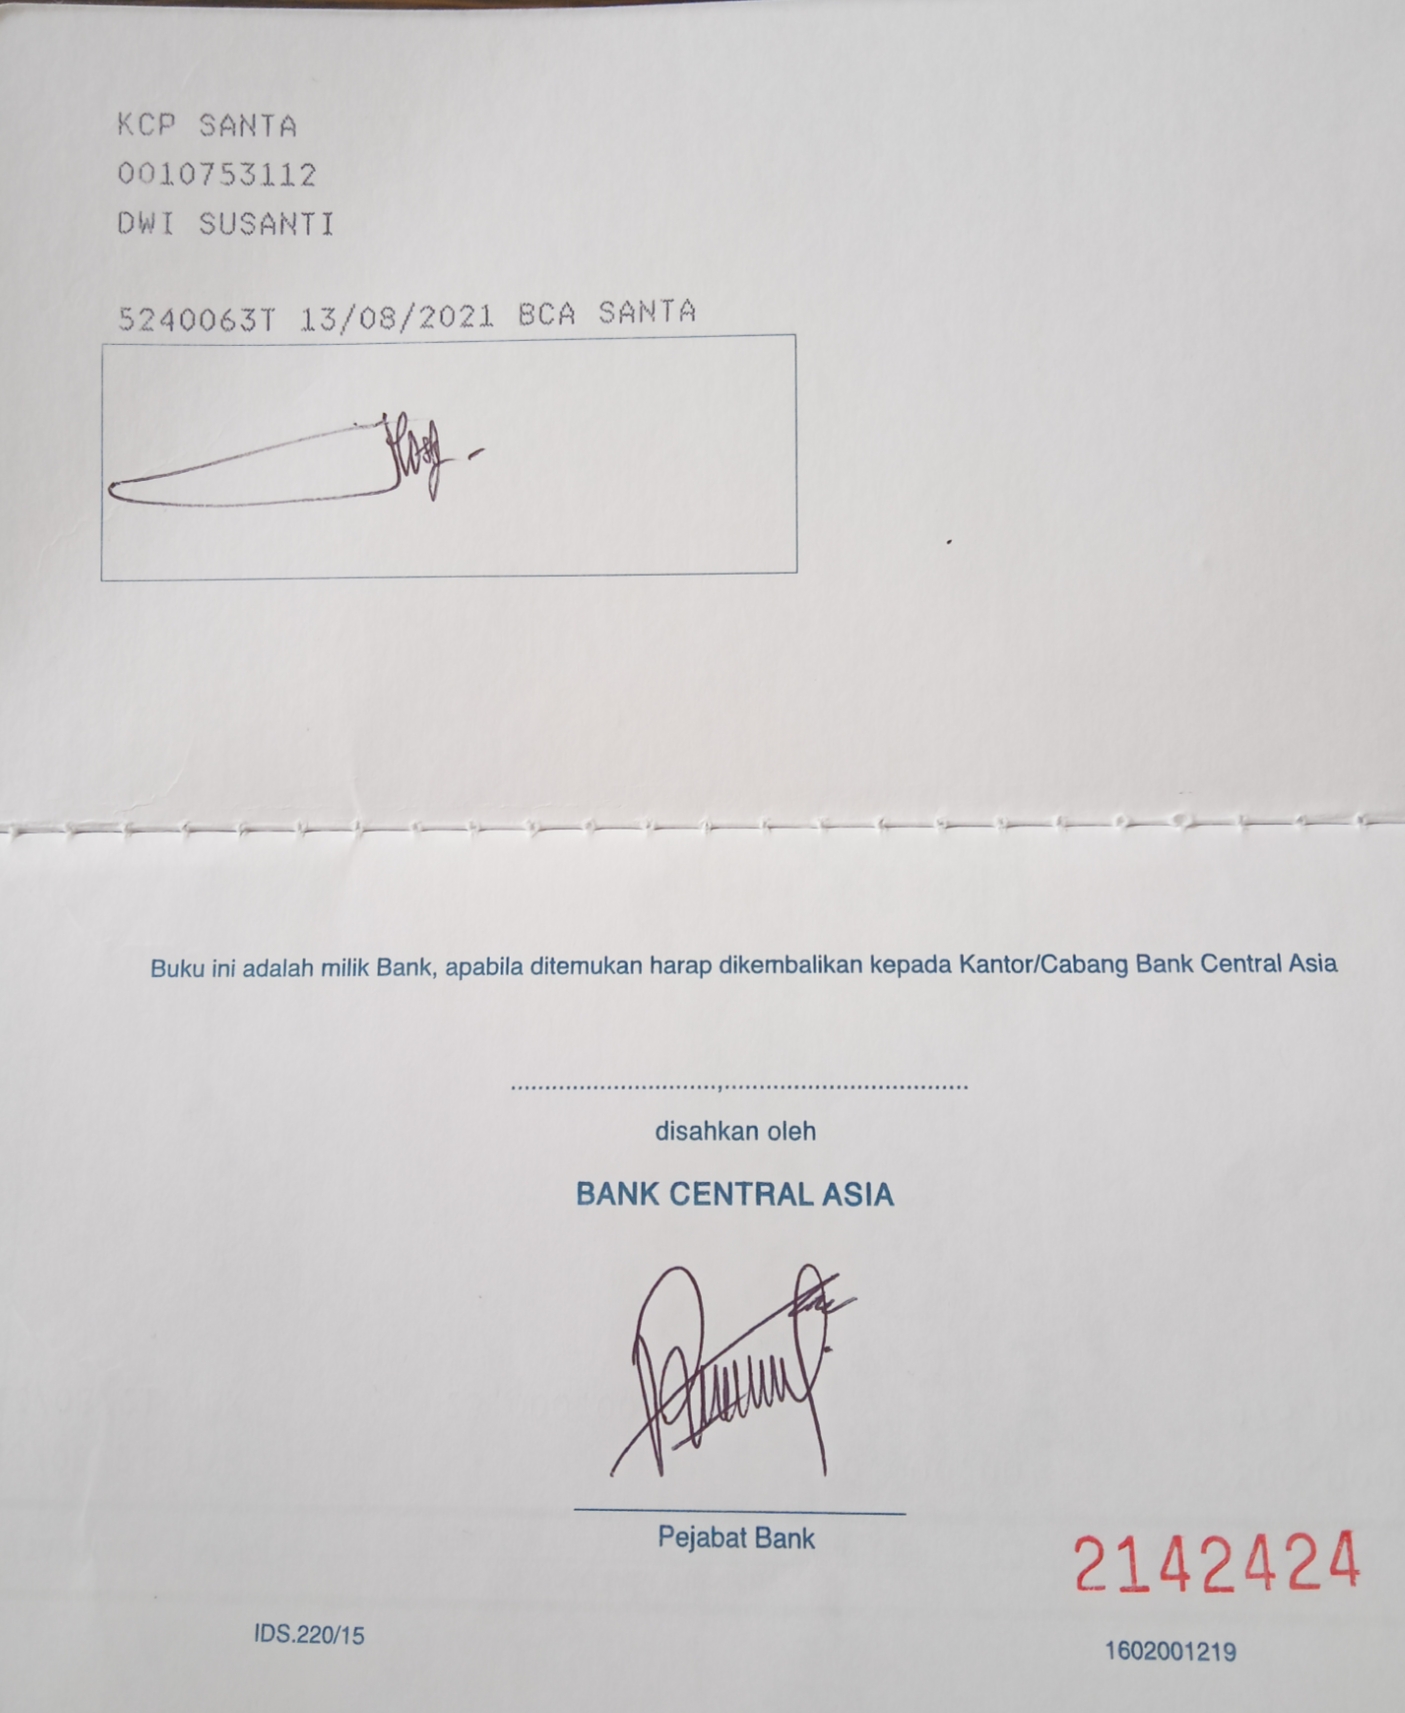 KCP SANTA
0010753112
DWI SUSANTI
5240063T 13/08/2021 BCA SANTA
Buku ini adalah milik Bank, apabila ditemukan harap dikembalikan kepada Kantor/Cabang Bank Central Asia
..............................,....................................
disahkan oleh
BANK CENTRAL ASIA
Pejabat Bank
2142424
IDS.220/15
1602001219